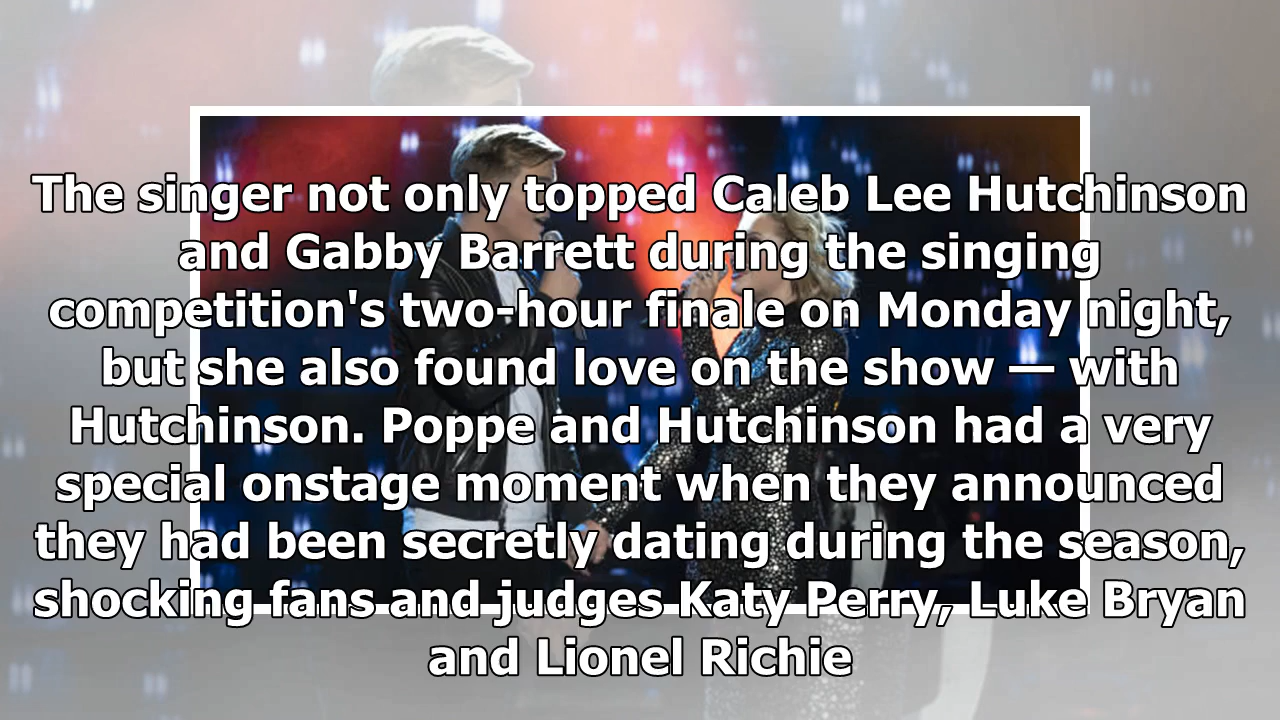 The singer not only topped Caleb Lee Hutchinson
and Gabby Barrett during the singing
competition's two-hour finale on Monday night,
but she also found love on the show — with
Hutchinson. Poppe and Hutchinson had a very
special onstage moment when they announced
they had been secretly dating during the season,
shocking fans and judges Katy Perry, Luke Bryan
and Lionel Richie